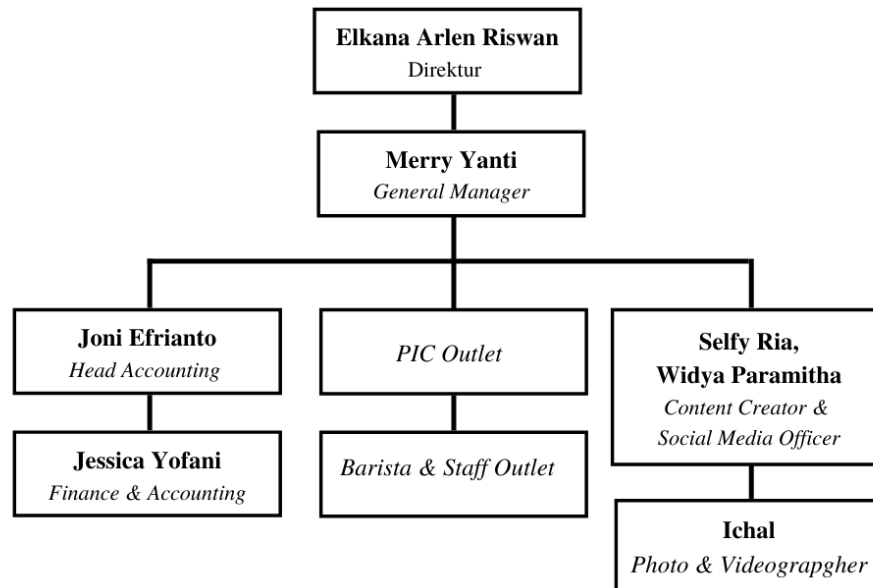 Elkana Arlen Riswan
Direktur
Merry Yanti
General Manager
Joni Efrianto
Head Accounting
Jessica Yofani
Finance & Accounting
PIC Outlet
Barista & Staff Outlet
Selfy Ria,
Widya Paramitha
Content Creator &
Social Media Officer
Ichal
Photo & Videograpgher